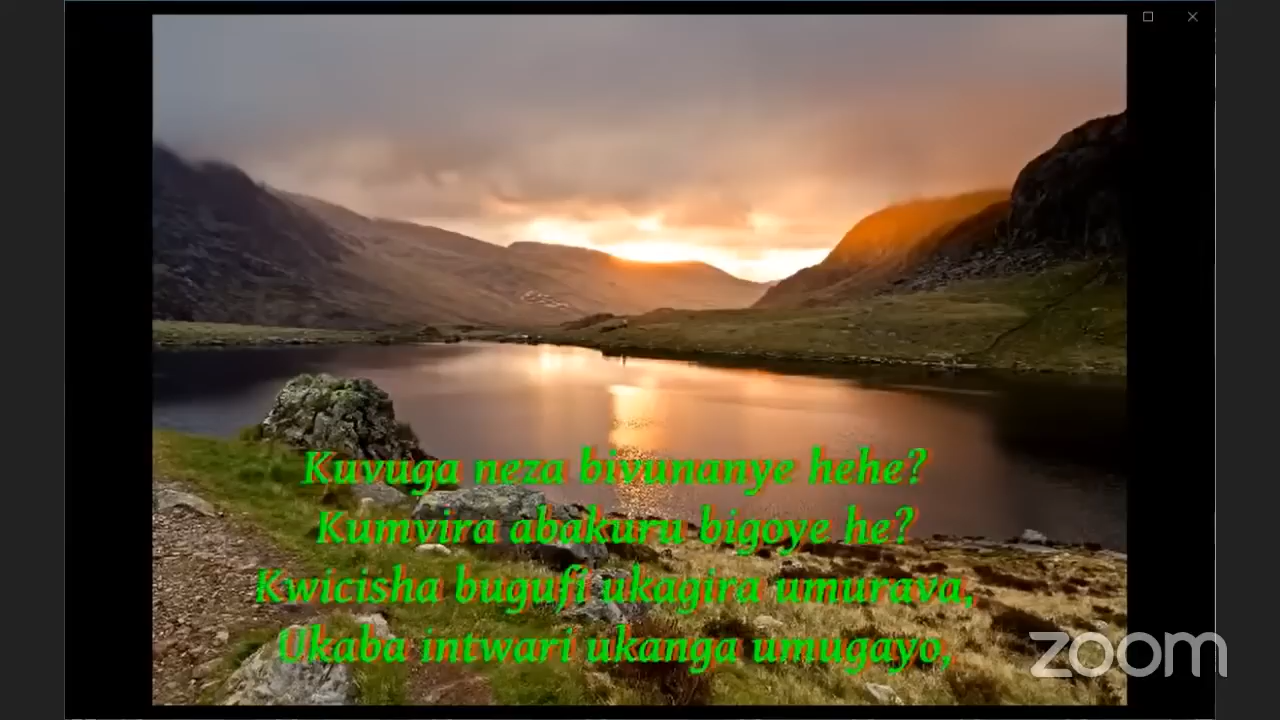 Kuvuga neza bivunanye hehe?
Kumvira abakuru bigoye he?
Kwicisha bugufi ukagira umurava,
Ukaba intwari ukanga umugayo,
zoom